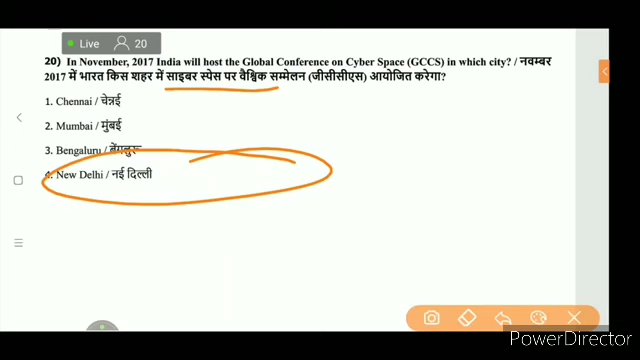 Live 20
20) In November, 2017 India will host the Global Conference on Cyber Space (GCCS) in which city? / नवम्बर
2017 में भारत किस शहर में साइबर स्पेस पर वैश्विक सम्मेलन (जीसीसीएस) आयोजित करेगा?
1. Chennai / चेन्नई
2. Mumbai / मुंबई
3. Bengaluru / बेंगलुरू
4. New Delhi / नई दिल्ली
PowerDirector